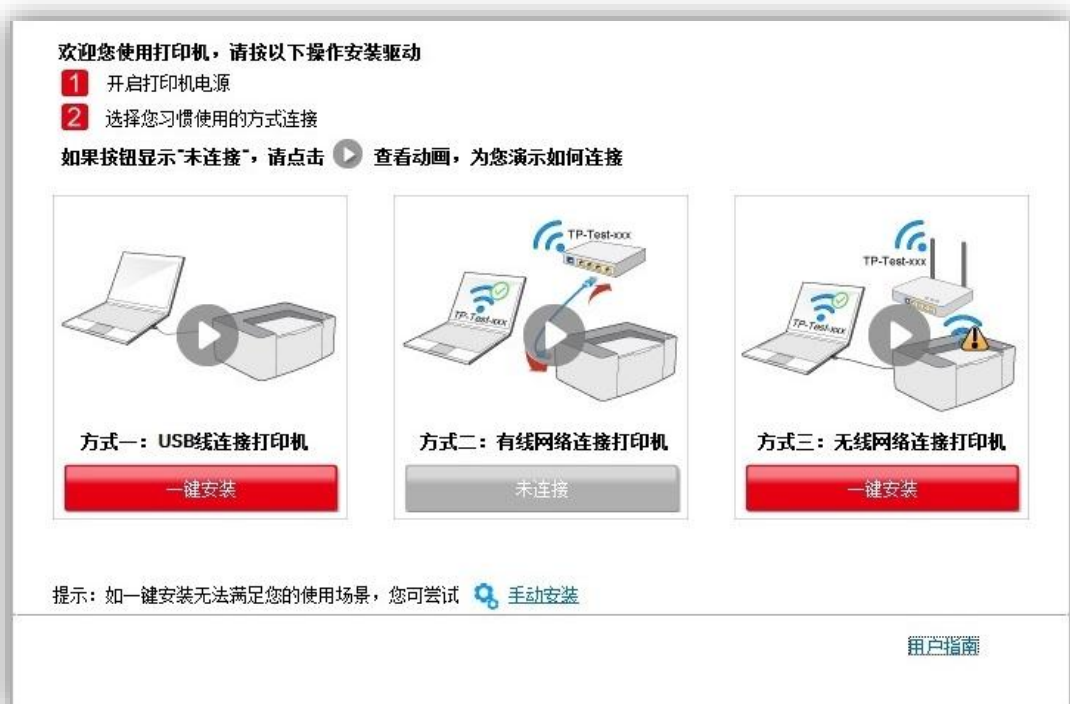 欢迎您使用打印机，请按以下操作安装驱动
1 开启打印机电源
2 选择您习惯使用的方式连接
如果按钮显示"未连接"，请点击 查看动画，为您演示如何连接
TP-Test-xxx
TP-Test-xxx
TP-Test-xxx
TP-Test-xxx
方式一：USB线连接打印机
一键安装
方式二：有线网络连接打印机
未连接
方式三：无线网络连接打印机
一键安装
提示：如一键安装无法满足您的使用场景，您可尝试 手动安装
用户指南